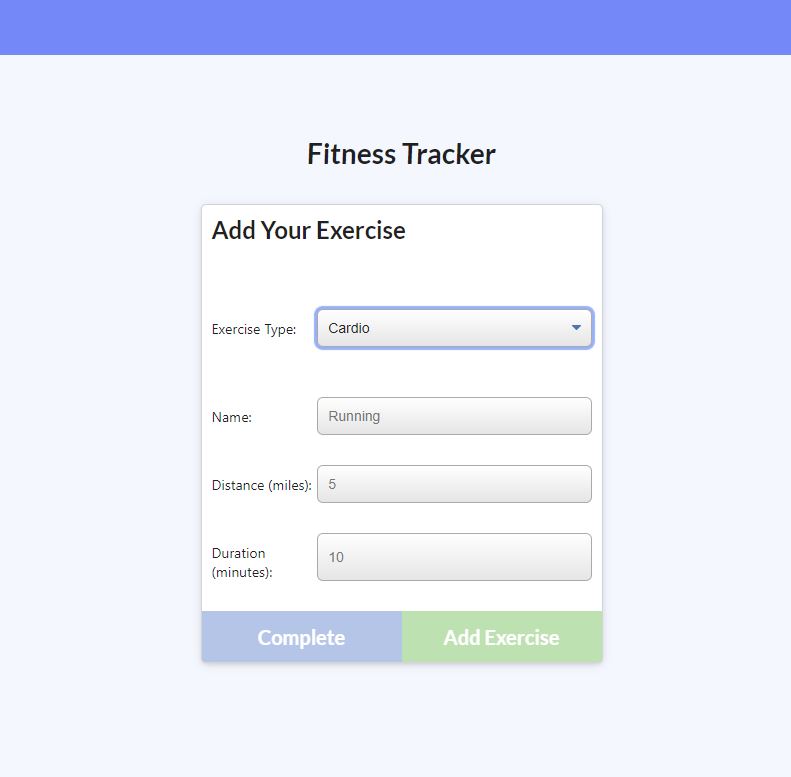 Fitness Tracker
Add Your Exercise
Exercise Type: Cardio
Name: Running
Distance (miles): 5
Duration
(minutes): 10
Complete Add Exercise